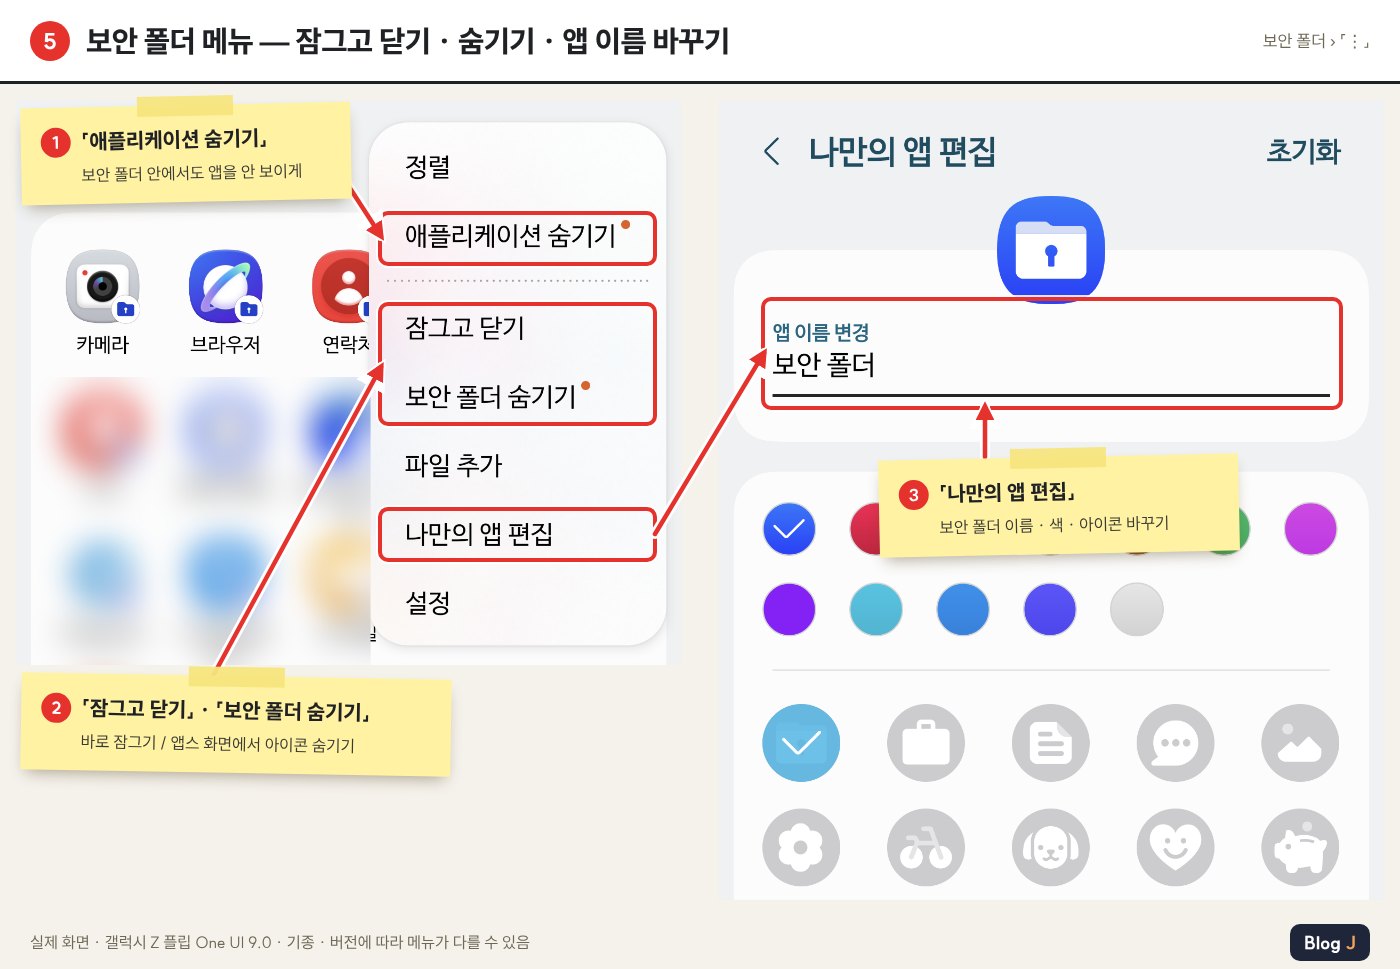 5 보안 폴더 메뉴 — 잠그고 닫기 · 숨기기 · 앱 이름 바꾸기
보안 폴더 › 「⋮」
1 「애플리케이션 숨기기」
보안 폴더 안에서도 앱을 안 보이게
정렬
애플리케이션 숨기기
잠그고 닫기
보안 폴더 숨기기
파일 추가
나만의 앱 편집
설정
카메라
브라우저
연락처
2 「잠그고 닫기」·「보안 폴더 숨기기」
바로 잠그기 / 앱스 화면에서 아이콘 숨기기
나만의 앱 편집
초기화
앱 이름 변경
보안 폴더
3 「나만의 앱 편집」
보안 폴더 이름 · 색 · 아이콘 바꾸기
실제 화면 · 갤럭시 Z 플립 One UI 9.0 · 기종 · 버전에 따라 메뉴가 다를 수 있음
Blog J